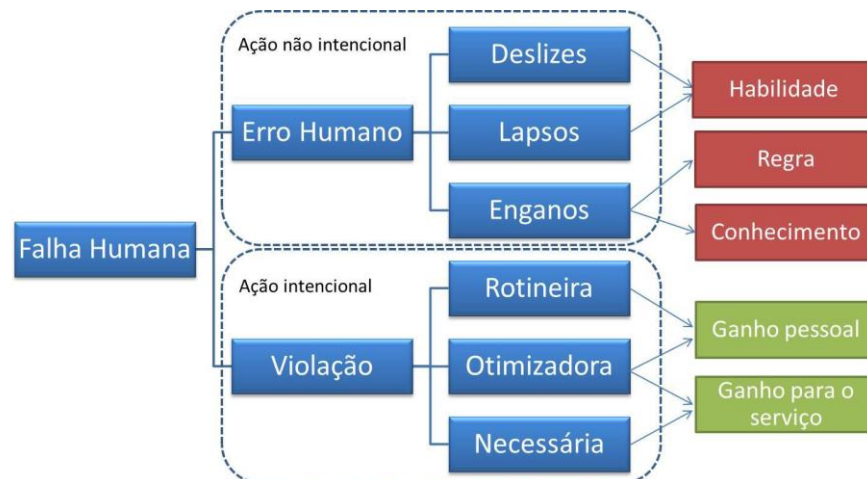 Ação não intencional
Deslizes
Habilidade
Erro Humano
Lapsos
Regra
Enganos
Conhecimento
Falha Humana
Ação intencional
Rotineira
Ganho pessoal
Violação
Otimizadora
Ganho para o
serviço
Necessária